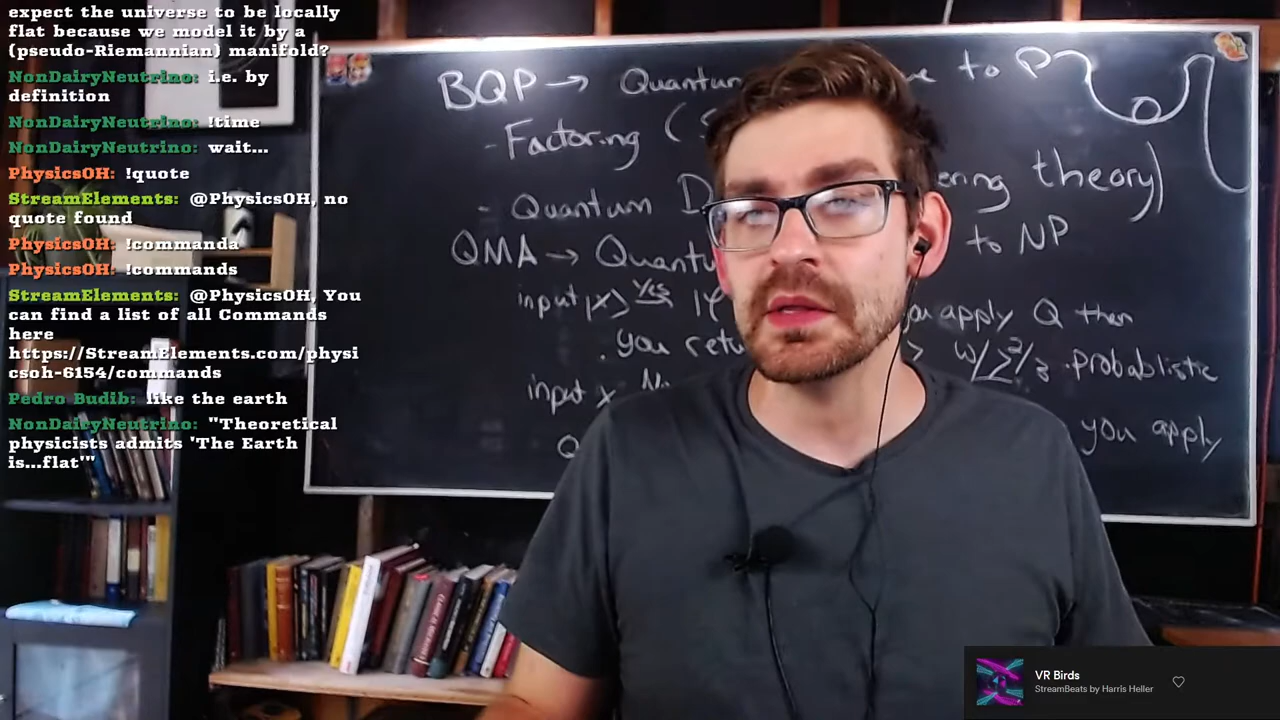 expect the universe to be locally
flat because we model it by a
(pseudo-Riemannian) manifold?
NonDairyNeutrino: i.e. by
definition
NonDairyNeutrino: !time
NonDairyNeutrino: wait...
PhysicsOH: !quote
StreamElements: @PhysicsOH, no
quote found
PhysicsOH: !commanda
PhysicsOH: !commands
StreamElements: @PhysicsOH, You
can find a list of all Commands
here
https://StreamElements.com/physi
csoh-6154/commands
Pedro Budib: like the earth
NonDairyNeutrino: "Theoretical
physicists admits 'The Earth
is...flat'"
BQP → Quantum to P
- Factoring (
- Quantum theory)
QMA → to NP
input |x> Yes you apply Q then
. you w/ ≥ 2/3 probablistic
input x you apply
Q
VR Birds
StreamBeats by Harris Heller